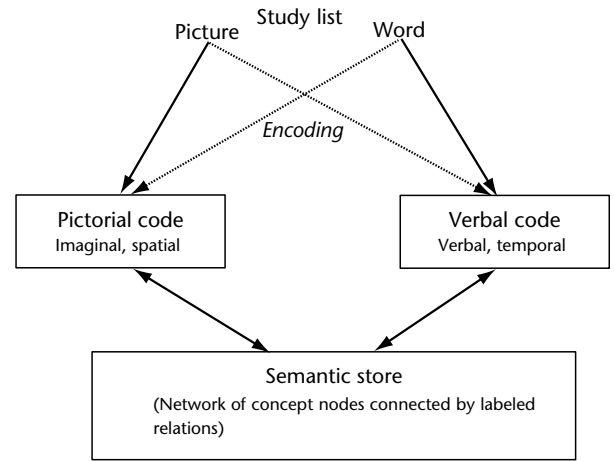 Study list
Picture
Word
Encoding
Pictorial code
Imaginal, spatial
Verbal code
Verbal, temporal
Semantic store
(Network of concept nodes connected by labeled
relations)